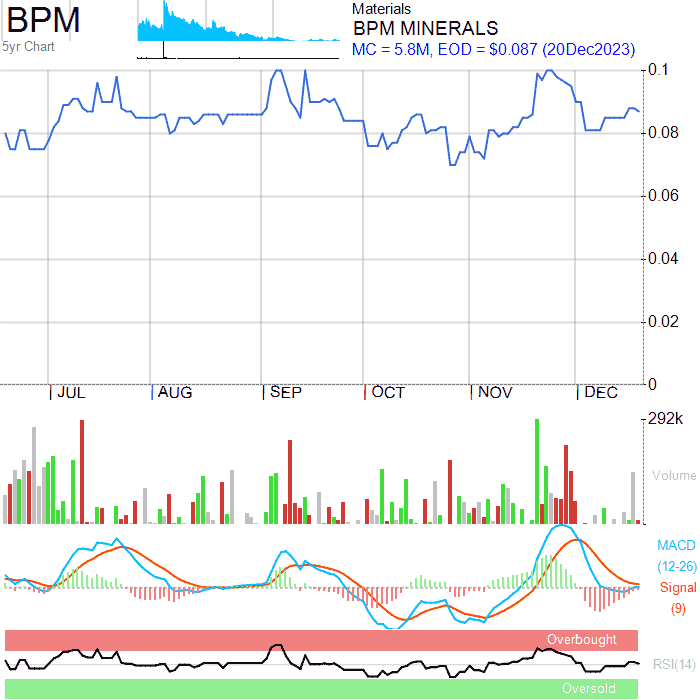 BPM
5yr Chart
Materials
BPM MINERALS
MC = 5.8M, EOD = $0.087 (20Dec2023)
0.1
0.08
0.06
0.04
0.02
0
JUL AUG SEP OCT NOV DEC
292k
Volume
MACD
(12-26)
Signal
(9)
Overbought
RSI(14)
Oversold